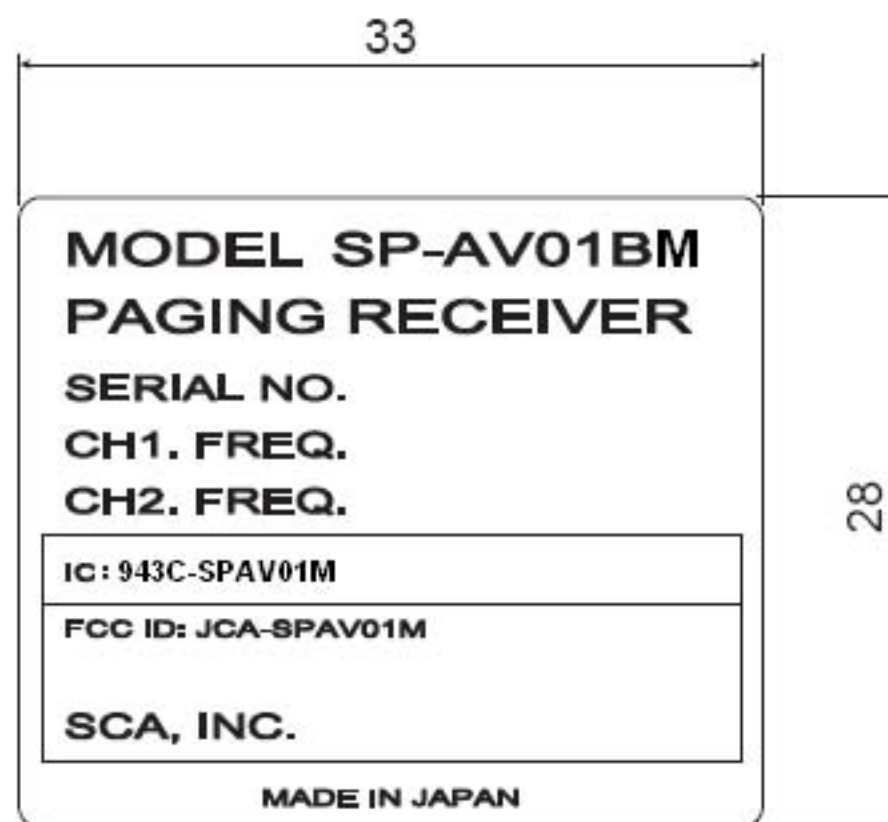 33
MODEL SP-AV01BM
PAGING RECEIVER
SERIAL NO.
CH1. FREQ.
CH2. FREQ.
28
IC: 943C-SPAV01M
FCC ID: JCA-SPAV01M
SCA, INC.
MADE IN JAPAN